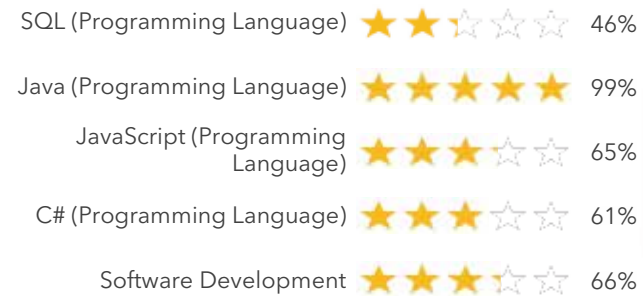 SQL (Programming Language) 46%
Java (Programming Language) 99%
JavaScript (Programming
Language) 65%
C# (Programming Language) 61%
Software Development 66%